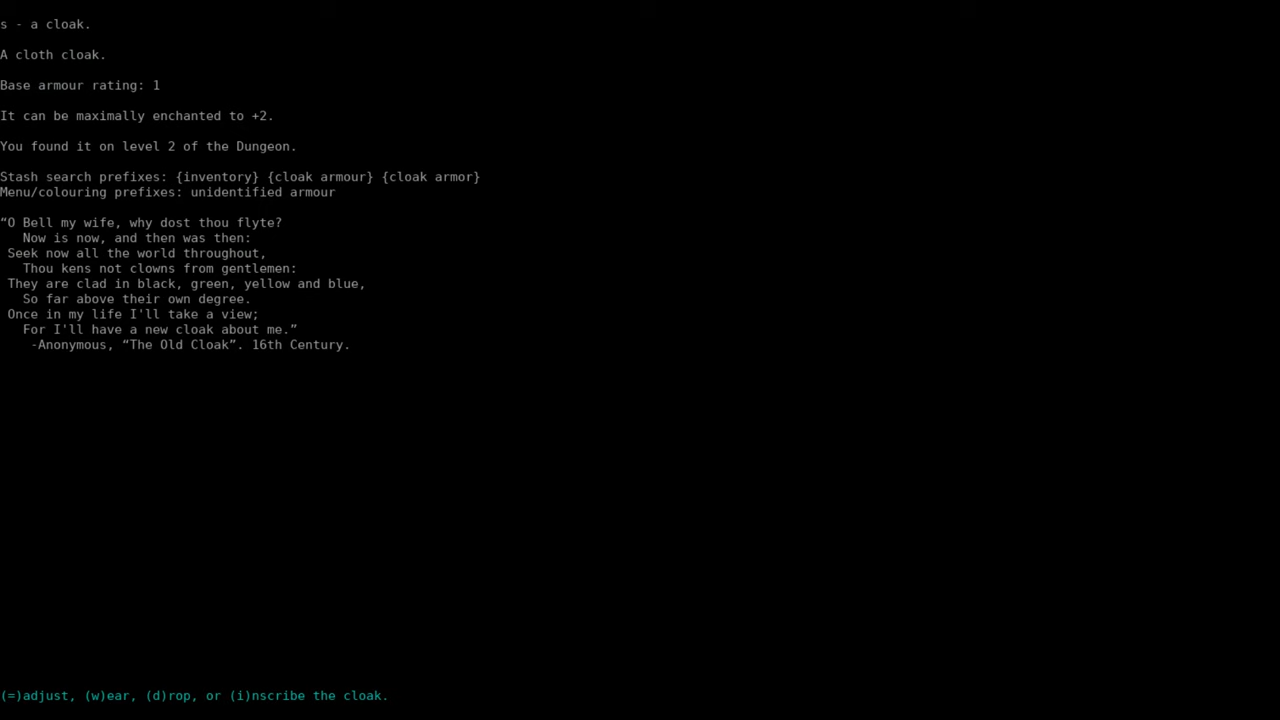 s - a cloak.
A cloth cloak.
Base armour rating: 1
It can be maximally enchanted to +2.
You found it on level 2 of the Dungeon.
Stash search prefixes: {inventory} {cloak armour} {cloak armor}
Menu/colouring prefixes: unidentified armour
“O Bell my wife, why dost thou flyte?
Now is now, and then was then:
Seek now all the world throughout,
Thou kens not clowns from gentlemen:
They are clad in black, green, yellow and blue,
So far above their own degree.
Once in my life I'll take a view;
For I'll have a new cloak about me.”
-Anonymous, “The Old Cloak”. 16th Century.
(=)adjust, (w)ear, (d)rop, or (i)nscribe the cloak.